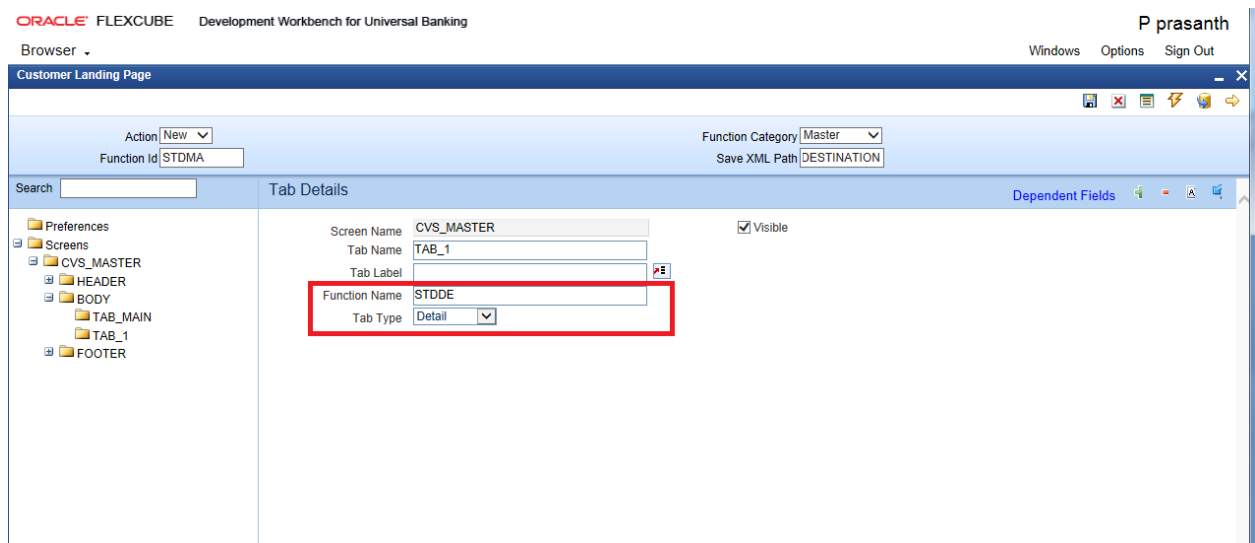 ORACLE FLEXCUBE Development Workbench for Universal Banking P prasanth
Browser Windows Options Sign Out
Customer Landing Page
Action New Function Category Master
Function Id STDMA Save XML Path DESTINATION
Search Tab Details Dependent Fields
Preferences
Screens
CVS_MASTER
HEADER
BODY
TAB_MAIN
TAB_1
FOOTER
Screen Name CVS_MASTER Visible
Tab Name TAB_1
Tab Label
Function Name STDDE
Tab Type Detail